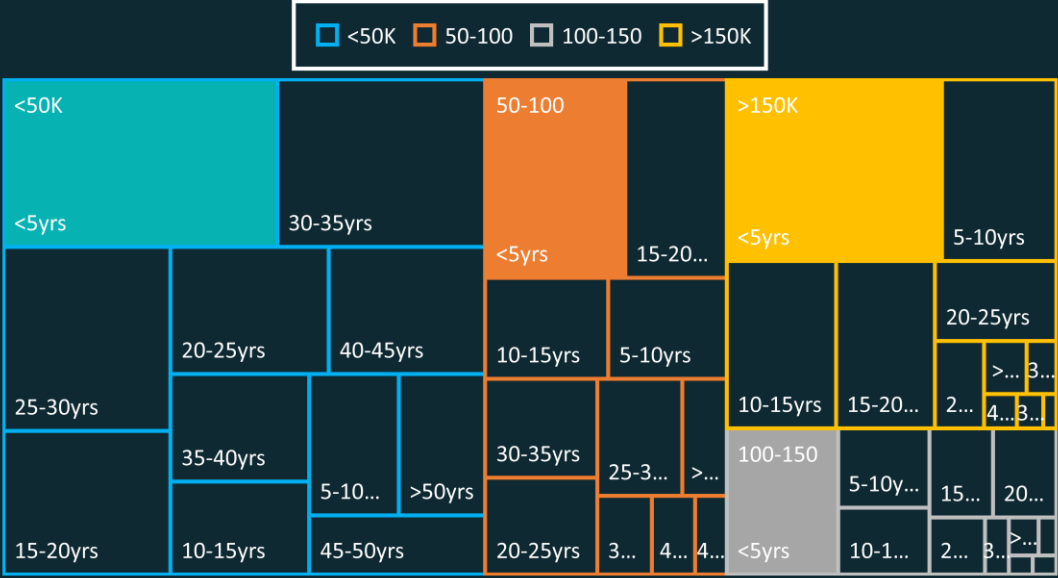 <50K 50-100 100-150 >150K
<50K
<5yrs
30-35yrs
25-30yrs
20-25yrs
40-45yrs
15-20yrs
35-40yrs
10-15yrs
5-10...
>50yrs
45-50yrs
50-100
<5yrs
15-20...
10-15yrs
5-10yrs
30-35yrs
20-25yrs
25-3...
>...
3...
4...
4...
>150K
<5yrs
5-10yrs
10-15yrs
15-20...
20-25yrs
2...
>...
3...
4...
3...
100-150
<5yrs
5-10y...
10-1...
15...
20...
2...
3...
>...